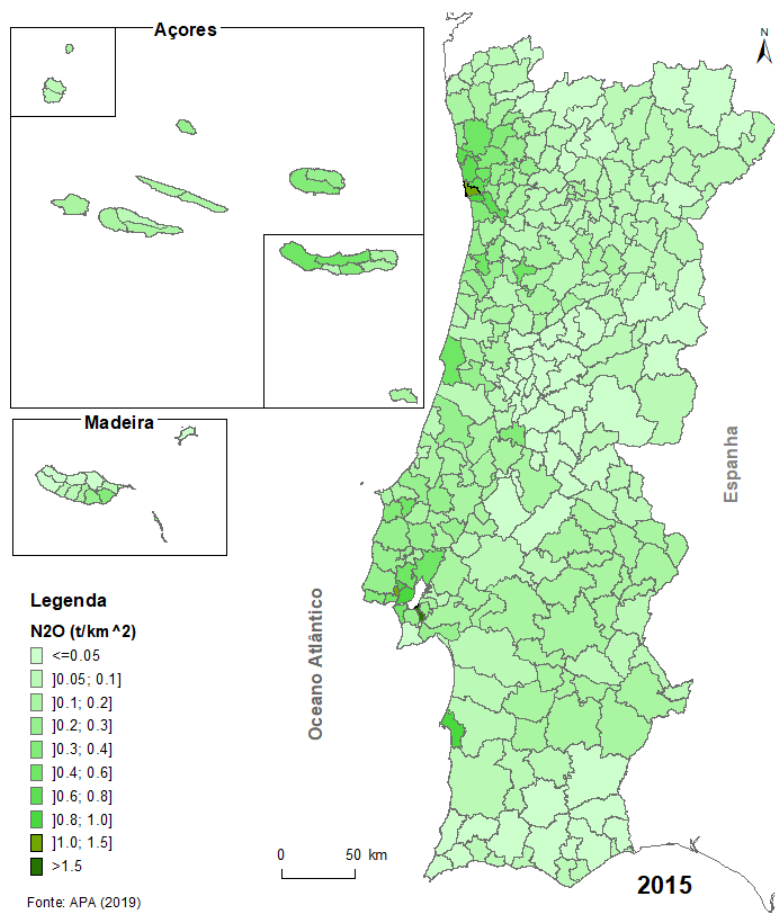 Açores
N
Madeira
Espanha
Oceano Atlântico
Legenda
N2O (t/km^2)
<=0.05
]0.05; 0.1]
]0.1; 0.2]
]0.2; 0.3]
]0.3; 0.4]
]0.4; 0.6]
]0.6; 0.8]
]0.8; 1.0]
]1.0; 1.5]
>1.5
0 50 km
2015
Fonte: APA (2019)